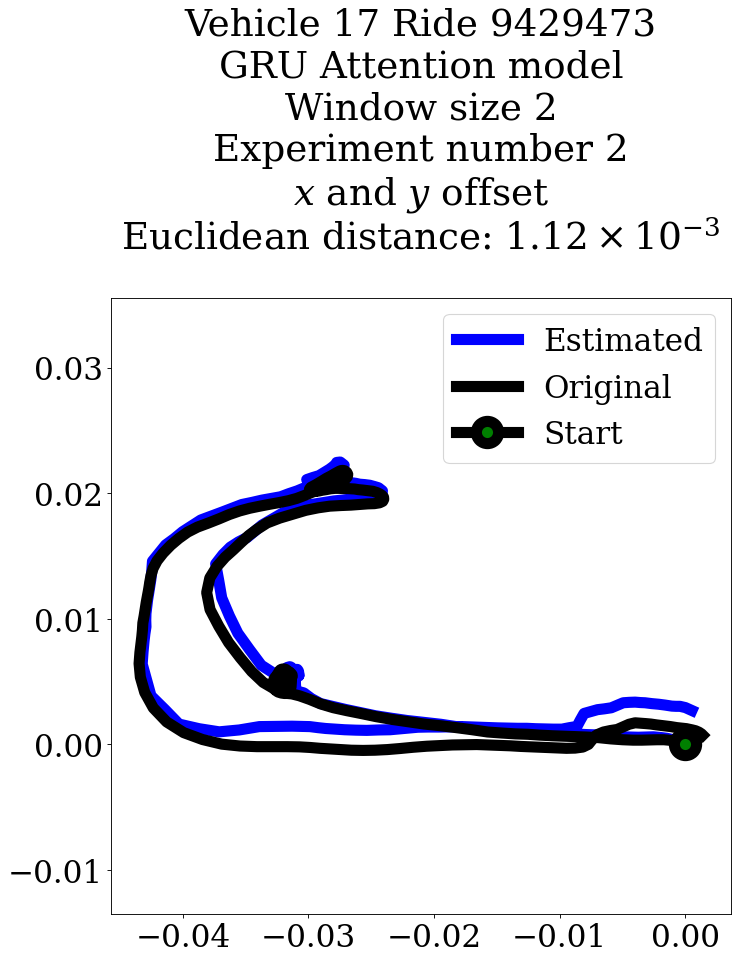 Vehicle 17 Ride 9429473
GRU Attention model
Window size 2
Experiment number 2
x and y offset
Euclidean distance: 1.12 × 10⁻³
Estimated
Original
Start
0.03
0.02
0.01
0.00
−0.01
−0.04 −0.03 −0.02 −0.01 0.00